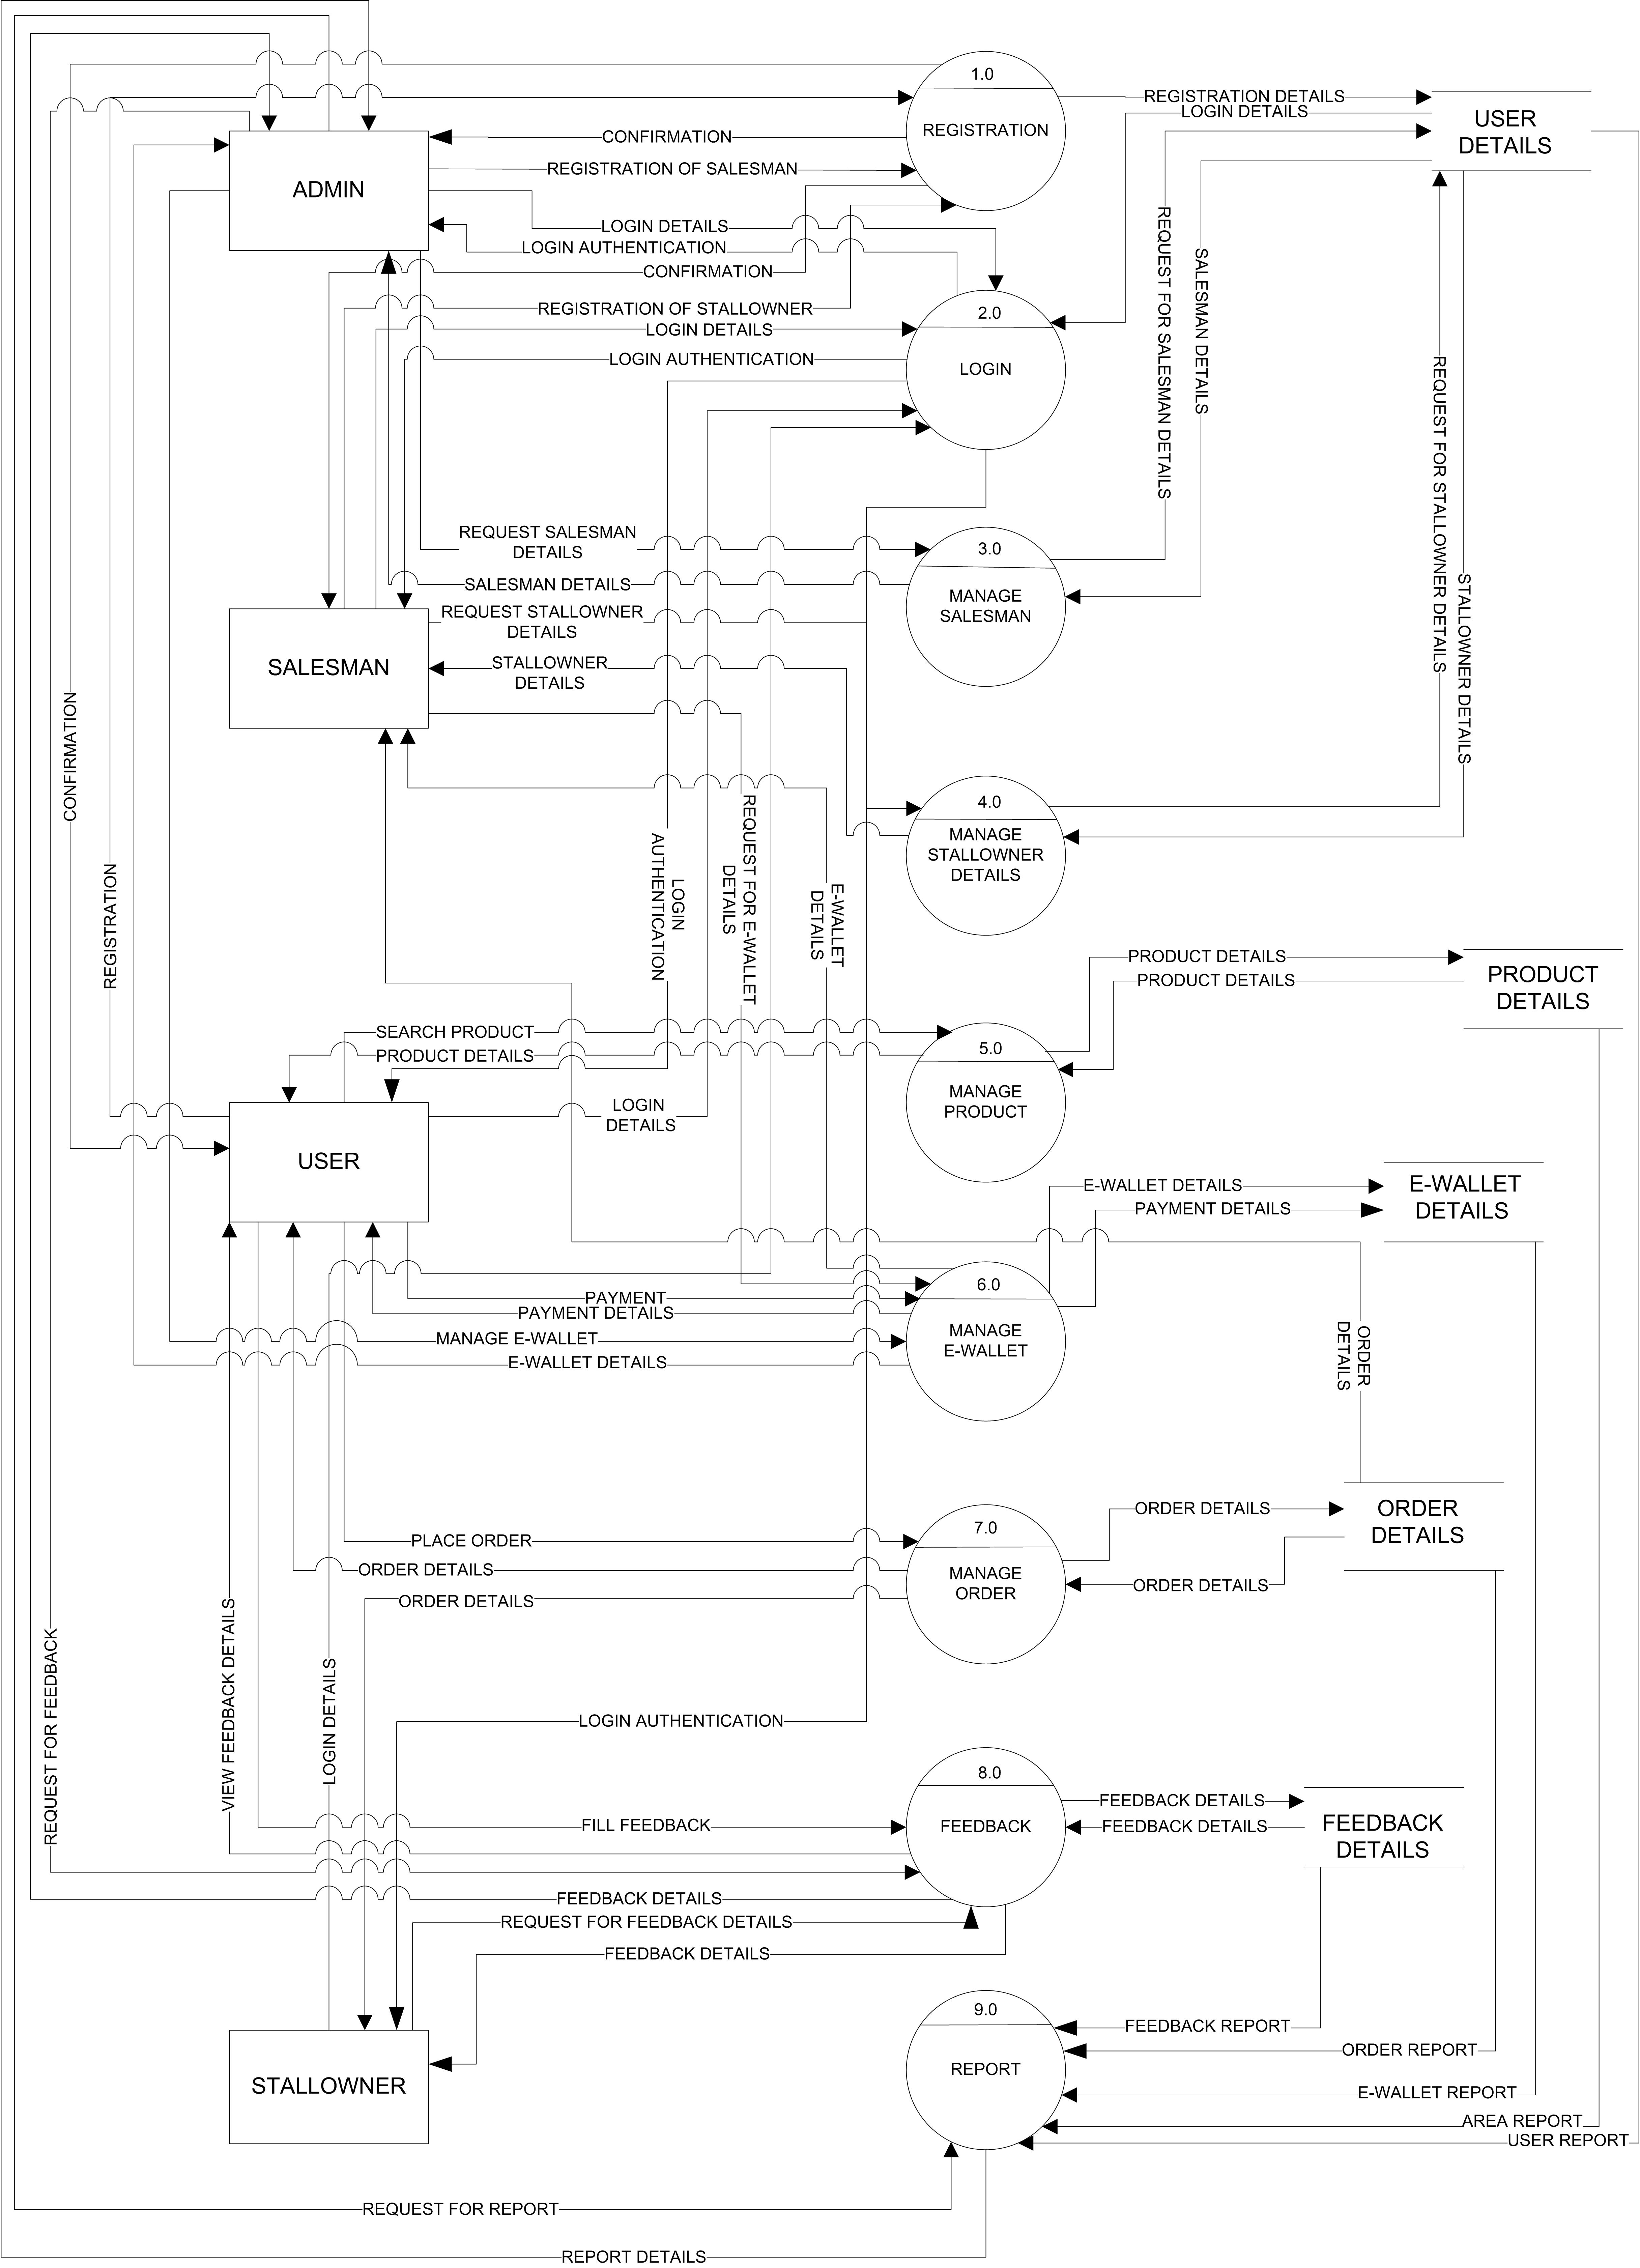 1.0
REGISTRATION
REGISTRATION DETAILS
LOGIN DETAILS
USER
DETAILS
CONFIRMATION
REGISTRATION OF SALESMAN
ADMIN
LOGIN DETAILS
LOGIN AUTHENTICATION
CONFIRMATION
REGISTRATION OF STALLOWNER
LOGIN DETAILS
LOGIN AUTHENTICATION
2.0
LOGIN
REQUEST FOR SALESMAN DETAILS
SALESMAN DETAILS
REQUEST FOR STALLOWNER DETAILS
STALLOWNER DETAILS
REQUEST SALESMAN
DETAILS
SALESMAN DETAILS
3.0
MANAGE
SALESMAN
REQUEST STALLOWNER
DETAILS
STALLOWNER
DETAILS
SALESMAN
CONFIRMATION
REGISTRATION
LOGIN
AUTHENTICATION
REQUEST FOR E-WALLET
DETAILS
E-WALLET
DETAILS
4.0
MANAGE
STALLOWNER
DETAILS
PRODUCT DETAILS
PRODUCT DETAILS
PRODUCT
DETAILS
SEARCH PRODUCT
PRODUCT DETAILS
5.0
MANAGE
PRODUCT
LOGIN
DETAILS
USER
E-WALLET DETAILS
PAYMENT DETAILS
E-WALLET
DETAILS
PAYMENT
PAYMENT DETAILS
MANAGE E-WALLET
E-WALLET DETAILS
6.0
MANAGE
E-WALLET
ORDER
DETAILS
PLACE ORDER
ORDER DETAILS
ORDER DETAILS
7.0
MANAGE
ORDER
ORDER DETAILS
ORDER DETAILS
ORDER
DETAILS
REQUEST FOR FEEDBACK
VIEW FEEDBACK DETAILS
LOGIN DETAILS
LOGIN AUTHENTICATION
8.0
FEEDBACK
FEEDBACK DETAILS
FEEDBACK DETAILS
FEEDBACK
DETAILS
FILL FEEDBACK
FEEDBACK DETAILS
REQUEST FOR FEEDBACK DETAILS
FEEDBACK DETAILS
9.0
REPORT
FEEDBACK REPORT
ORDER REPORT
E-WALLET REPORT
AREA REPORT
USER REPORT
STALLOWNER
REQUEST FOR REPORT
REPORT DETAILS